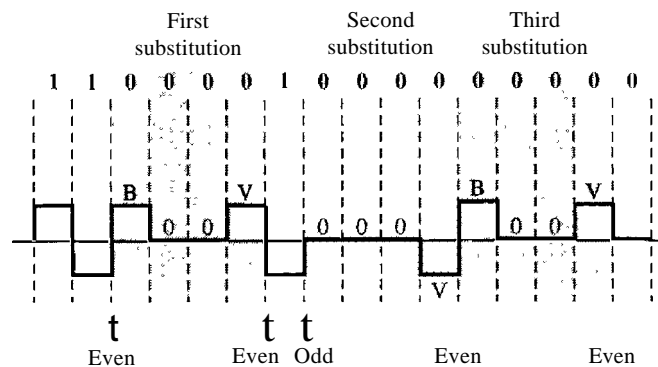 First Second Third
substitution substitution substitution
1 1 0 0 0 0 1 0 0 0 0 0 0 0 0 0
B V B V
0 0 0 0 0 0 0
V
t t t
Even Even Odd Even Even